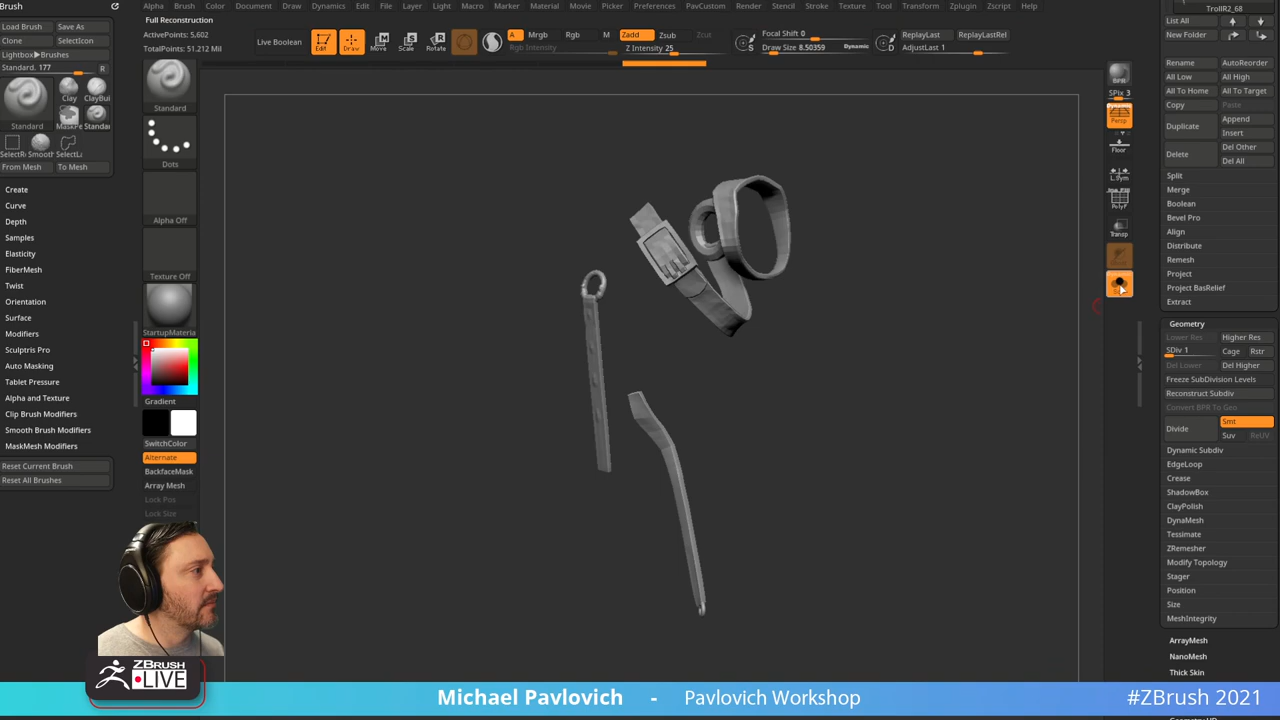 Brush
Alpha Brush Color Document Draw Dynamics Edit File Layer Light Macro Marker Material Movie Picker Preferences PavCustom Render Stencil Stroke Texture Tool Transform Zplugin Zscript Help
TrollR2_68
Full Reconstruction
Load Brush Save As
Clone SelectIcon
Lightbox▶Brushes
Standard. 177 R
ActivePoints: 5,602
TotalPoints: 51.212 Mil
Live Boolean
Edit Draw Move Scale Rotate
A Mrgb Rgb M
Rgb Intensity
Zadd Zsub Zcut
Z Intensity 25
S
Focal Shift 0
Draw Size 8.50359 Dynamic
D
ReplayLast ReplayLastRel
AdjustLast 1
List All
New Folder
Clay ClayBui
Standard MaskPe Standar
SelectRe Smooth SelectLa
From Mesh To Mesh
Create
Curve
Depth
Samples
Elasticity
FiberMesh
Twist
Orientation
Surface
Modifiers
Sculptris Pro
Auto Masking
Tablet Pressure
Alpha and Texture
Clip Brush Modifiers
Smooth Brush Modifiers
MaskMesh Modifiers
Reset Current Brush
Reset All Brushes
Standard
Dots
Alpha Off
Texture Off
StartupMateria
Gradient
SwitchColor
Alternate
BackfaceMask
Array Mesh
Lock Pos
Lock Size
BPR
SPix 3
Persp
Floor
L.Sym
PolyF
Transp
Rename AutoReorder
All Low All High
All To Home All To Target
Copy Paste
Duplicate Append
Insert
Delete Del Other
Del All
Split
Merge
Boolean
Bevel Pro
Align
Distribute
Remesh
Project
Project BasRelief
Extract
Geometry
Lower Res Higher Res
SDiv 1 Cage Rstr
Del Lower Del Higher
Freeze SubDivision Levels
Reconstruct Subdiv
Convert BPR To Geo
Divide Smt
Suv ReUV
Dynamic Subdiv
EdgeLoop
Crease
ShadowBox
ClayPolish
DynaMesh
Tessimate
ZRemesher
Modify Topology
Stager
Position
Size
MeshIntegrity
ArrayMesh
NanoMesh
Thick Skin
ZBRUSH
LIVE
Michael Pavlovich - Pavlovich Workshop #ZBrush 2021